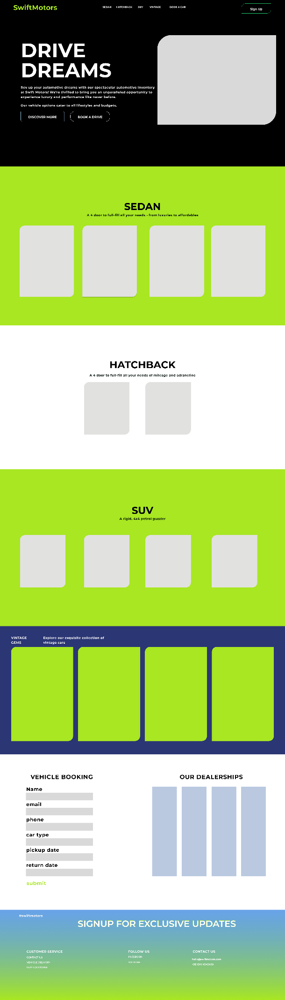 SwiftMotors
SEDAN HATCHBACK SUV VINTAGE BOOK A CAR
Sign Up
DRIVE
DREAMS
Rev up your automotive dreams with our spectacular automotive inventory
at Swift Motors! We're thrilled to bring you an unparalleled opportunity to
experience luxury and performance like never before.
Our vehicle options cater to all lifestyles and budgets.
DISCOVER MORE
BOOK A DRIVE
SEDAN
A 4 door to full-fill all your needs - from luxuries to affordables
HATCHBACK
A 4 door to full-fill all your needs of mileage and adraneline
SUV
A rigid, 4x4 petrol guzzler
VINTAGE
GEMS
Explore our exquisite collection of
vintage cars
VEHICLE BOOKING
Name
email
phone
car type
pickup date
return date
submit
OUR DEALERSHIPS
#swiftmotors
SIGNUP FOR EXCLUSIVE UPDATES
CUSTOMER SERVICE
CONTACT US
VEHICLE DELIVERY
OUR LOCATIONS
FOLLOW US
FACEBOOK
YOUTUBE
CONTACT US
hello@swiftmotors.com
+92 XXX XXXXXXX